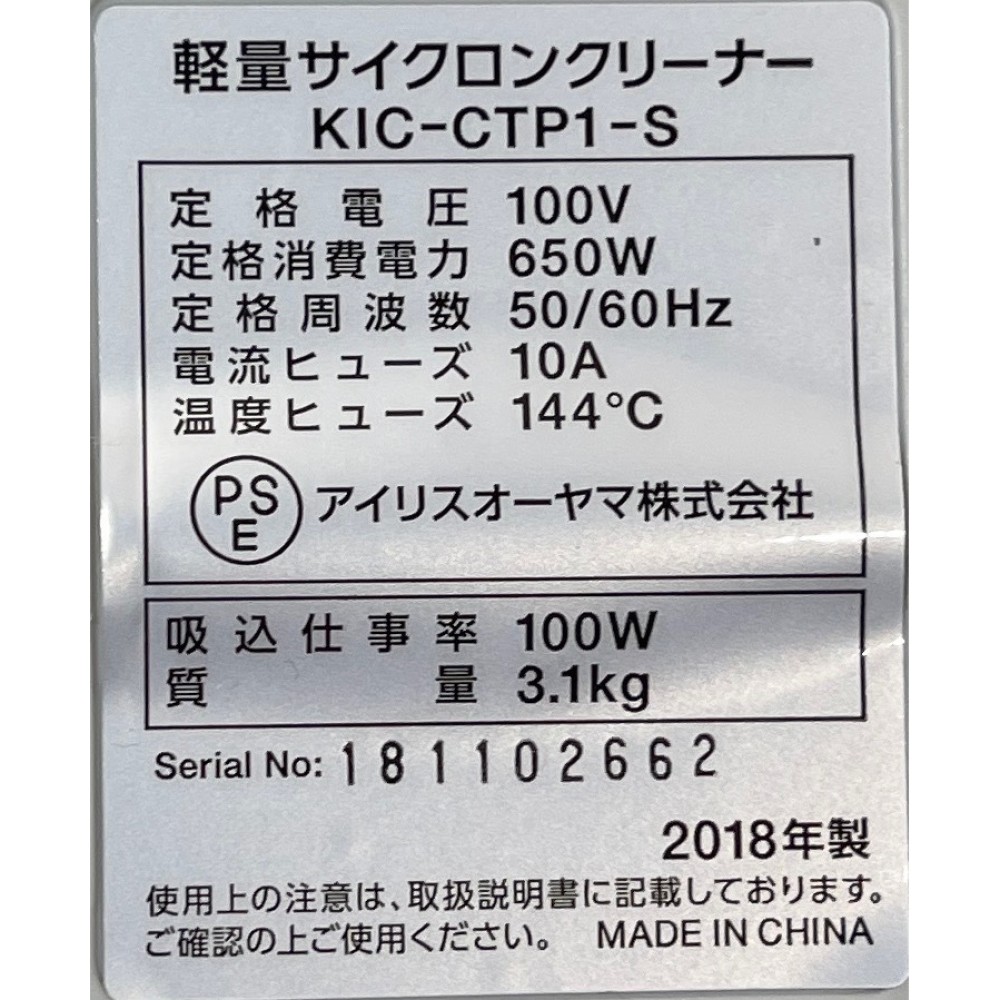 軽量サイクロンクリーナー
KIC-CTP1-S
定格電圧 100V
定格消費電力 650W
定格周波数 50/60Hz
電流ヒューズ 10A
温度ヒューズ 144°C
PSE アイリスオーヤマ株式会社
吸込仕事率 100W
質量 3.1kg
Serial No: 181102662
2018年製
使用上の注意は、取扱説明書に記載しております。
ご確認の上ご使用ください。 MADE IN CHINA